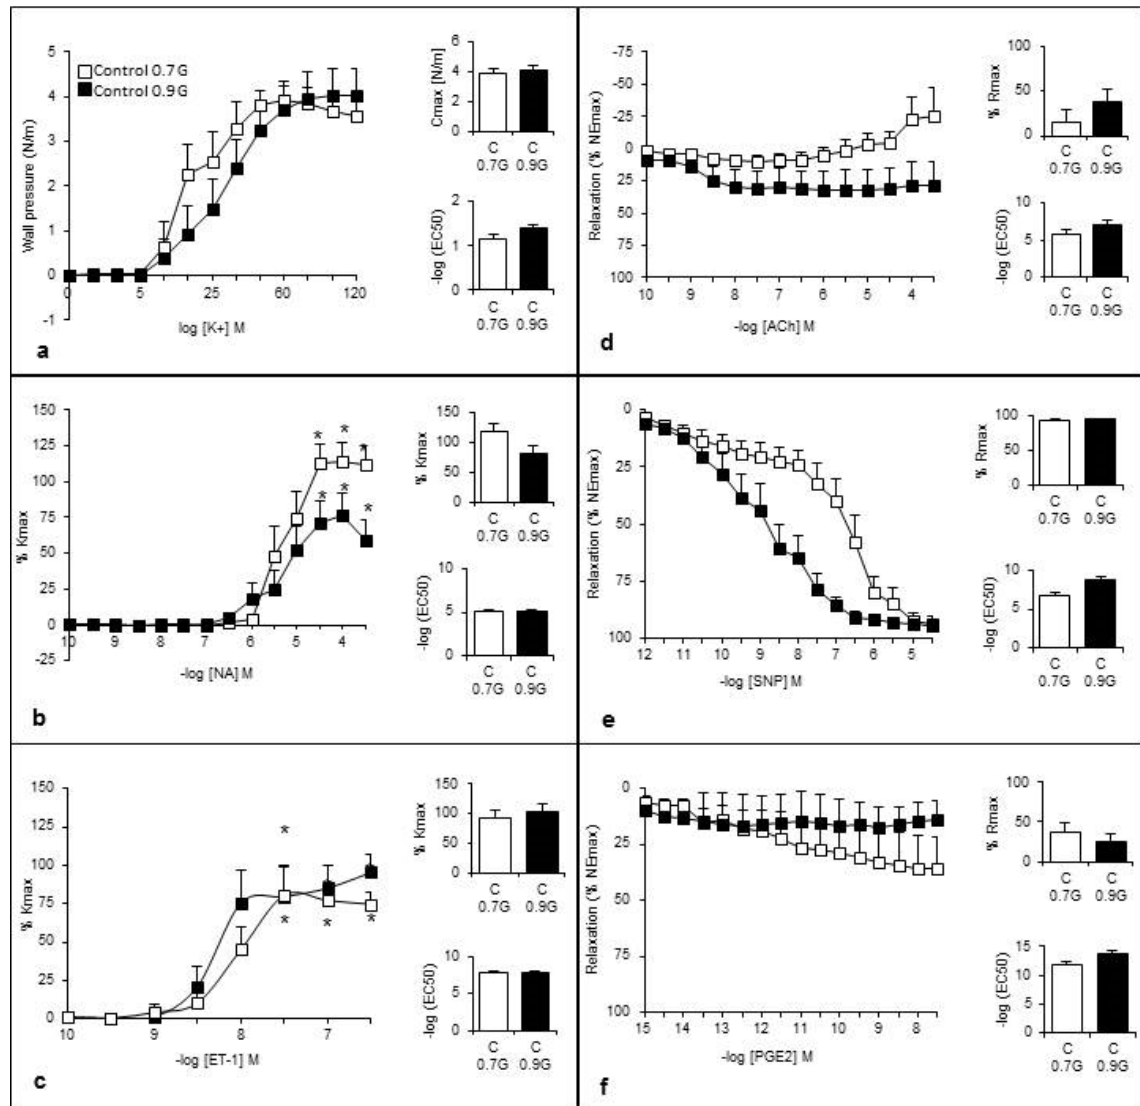 5
4
3
2
1
0
-1
Wall pressure (N/m)
Control 0.7G
Control 0.9G
0 5 25 60 120
log [K+] M
a
6
4
2
0
Cmax [N/m]
C C
0.7G 0.9G
2
1
0
-log (EC50)
C C
0.7G 0.9G
-75
-50
-25
0
25
50
75
100
Relaxation (% NEmax)
10 9 8 7 6 5 4
-log [ACh] M
d
100
50
0
% Rmax
C C
0.7G 0.9G
10
5
0
-log (EC50)
C C
0.7G 0.9G
150
125
100
75
50
25
0
-25
% Kmax
* * *
* * *
10 9 8 7 6 5 4
-log [NA] M
b
150
100
50
0
% Kmax
C C
0.7G 0.9G
10
5
0
-log (EC50)
C C
0.7G 0.9G
0
25
50
75
100
Relaxation (% NEmax)
12 11 10 9 8 7 6 5
-log [SNP] M
e
100
50
0
% Rmax
C C
0.7G 0.9G
10
5
0
-log (EC50)
C C
0.7G 0.9G
150
125
100
75
50
25
0
% Kmax
*
* * *
10 9 8 7
-log [ET-1] M
c
150
100
50
0
% Kmax
C C
0.7G 0.9G
10
5
0
-log (EC50)
C C
0.7G 0.9G
0
25
50
75
100
Relaxation (% NEmax)
15 14 13 12 11 10 9 8
-log [PGE2] M
f
100
50
0
% Rmax
C C
0.7G 0.9G
15
10
5
0
-log (EC50)
C C
0.7G 0.9G